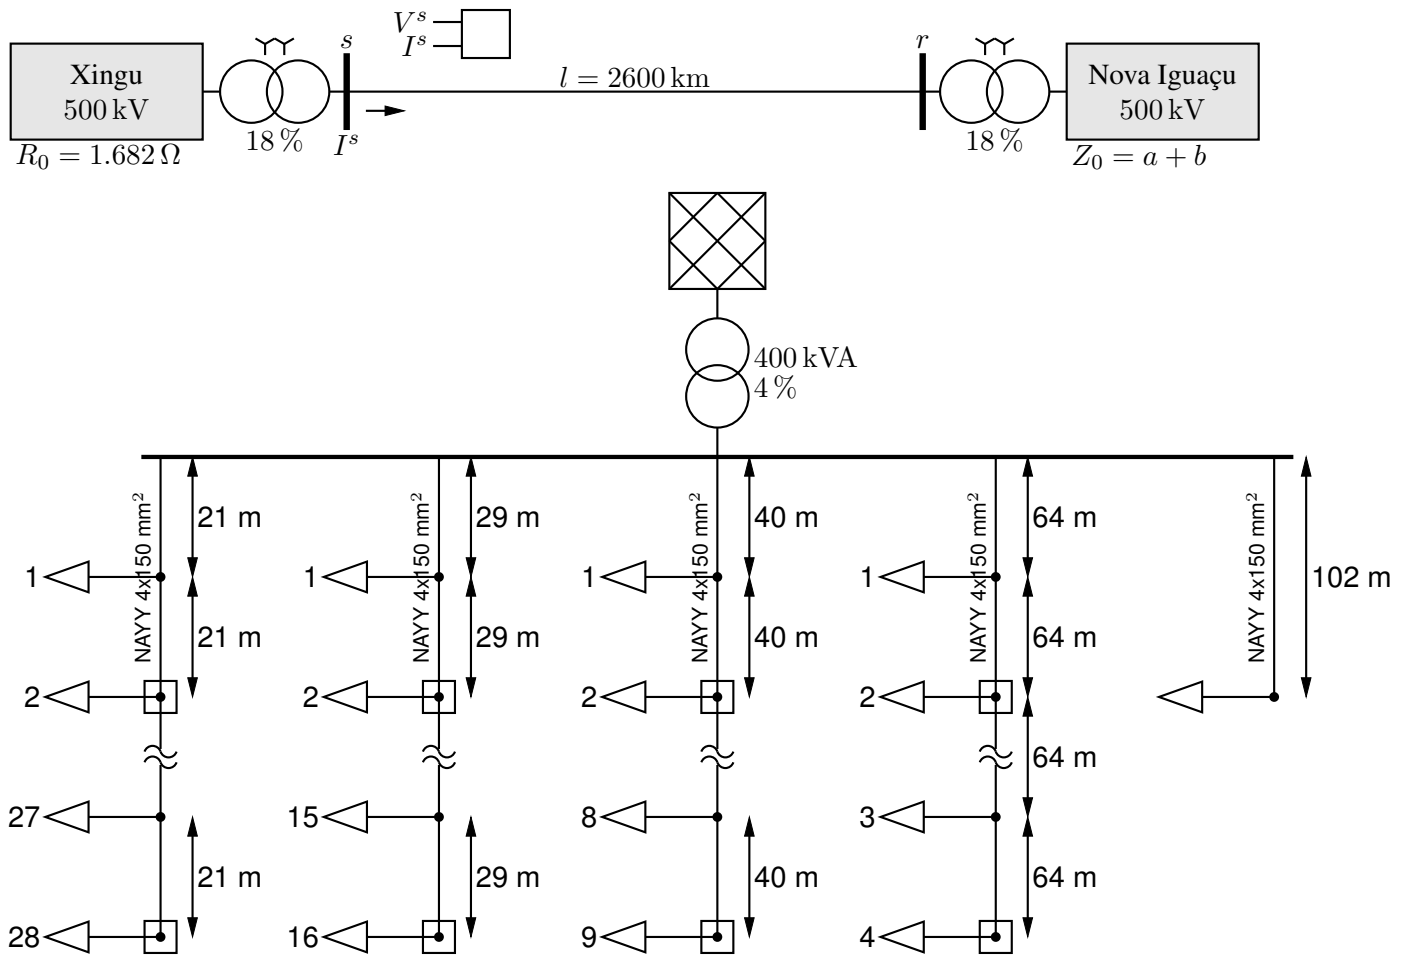 V^s
I^s
Xingu
500 kV
R_0 = 1.682 Ω
18 %
s
I^s
l = 2600 km
r
18 %
Nova Iguaçu
500 kV
Z_0 = a + b
400 kVA
4 %
NAYY 4x150 mm²
21 m
1
21 m
2
27
21 m
28
NAYY 4x150 mm²
29 m
1
29 m
2
15
29 m
16
NAYY 4x150 mm²
40 m
1
40 m
2
8
40 m
9
NAYY 4x150 mm²
64 m
1
64 m
2
64 m
3
64 m
4
NAYY 4x150 mm²
102 m